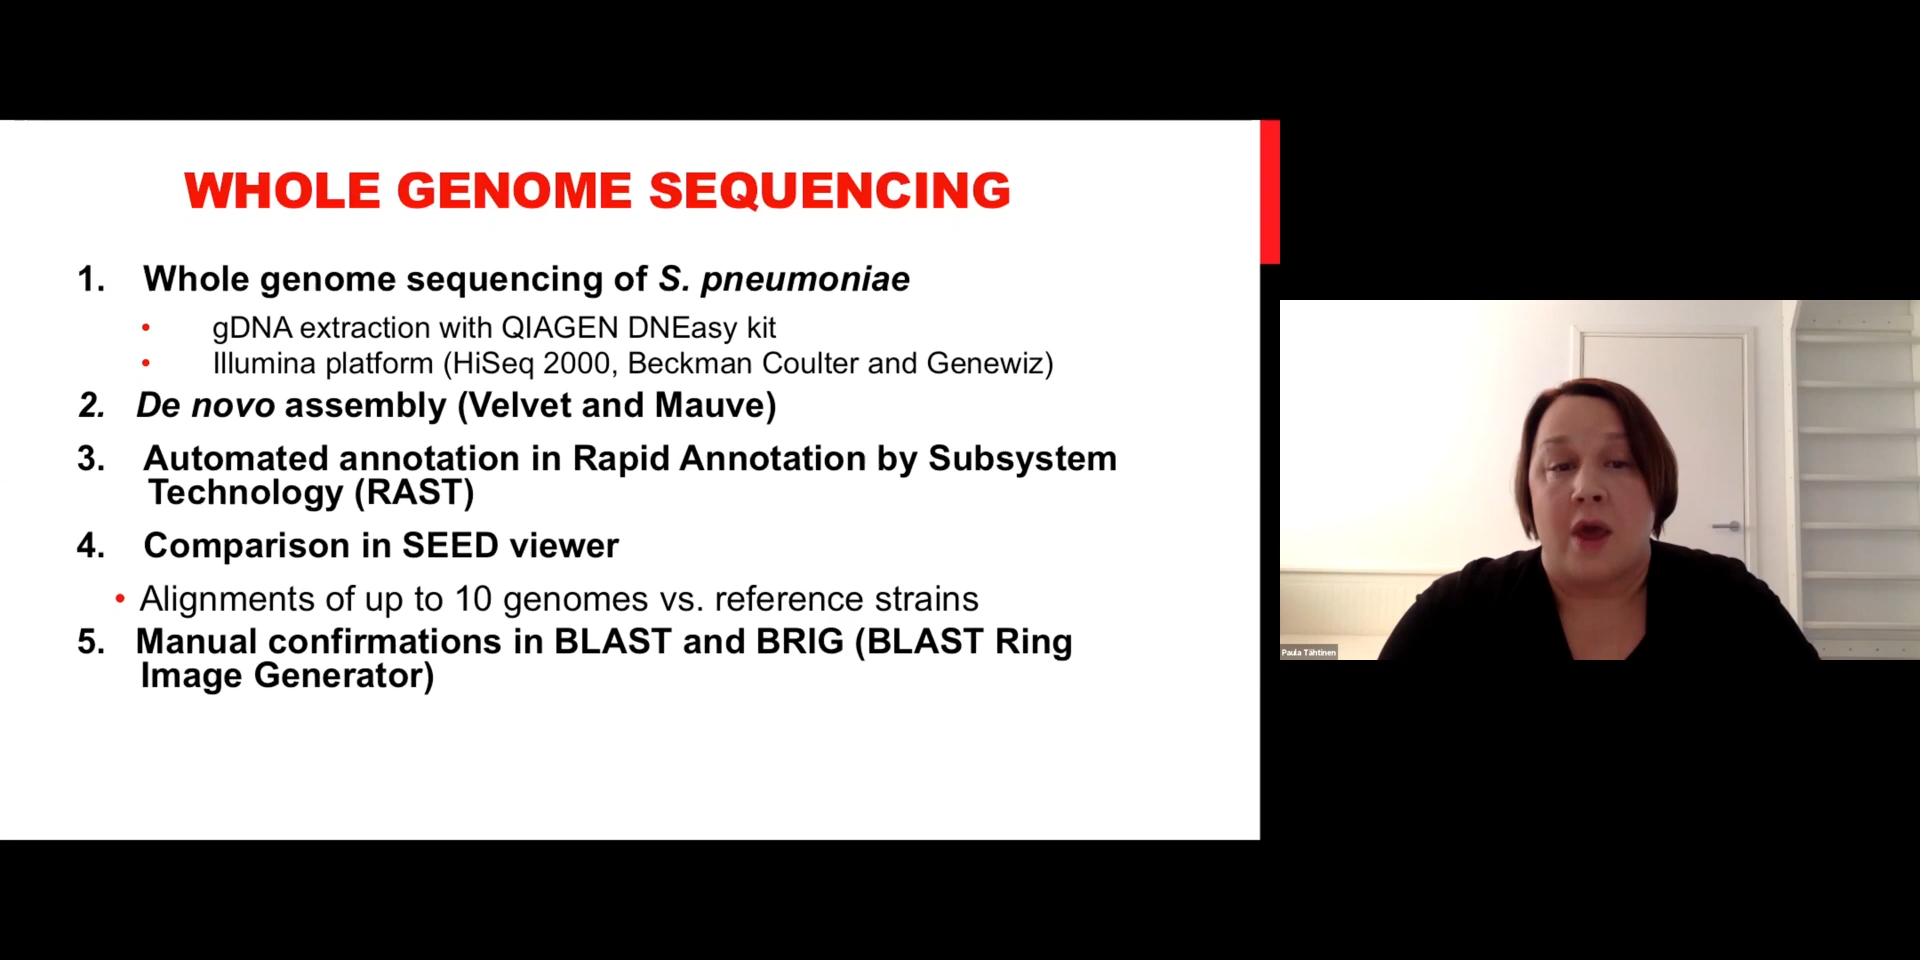 WHOLE GENOME SEQUENCING
1. Whole genome sequencing of S. pneumoniae
• gDNA extraction with QIAGEN DNEasy kit
• Illumina platform (HiSeq 2000, Beckman Coulter and Genewiz)
2. De novo assembly (Velvet and Mauve)
3. Automated annotation in Rapid Annotation by Subsystem
Technology (RAST)
4. Comparison in SEED viewer
• Alignments of up to 10 genomes vs. reference strains
5. Manual confirmations in BLAST and BRIG (BLAST Ring
Image Generator)
Paula Tähtinen